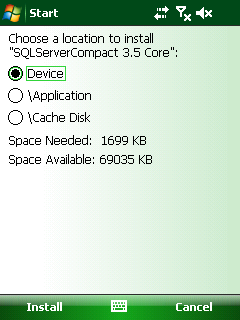 Start
Choose a location to install
"SQLServerCompact 3.5 Core":
Device
\Application
\Cache Disk
Space Needed: 1699 KB
Space Available: 69035 KB
Install
Cancel